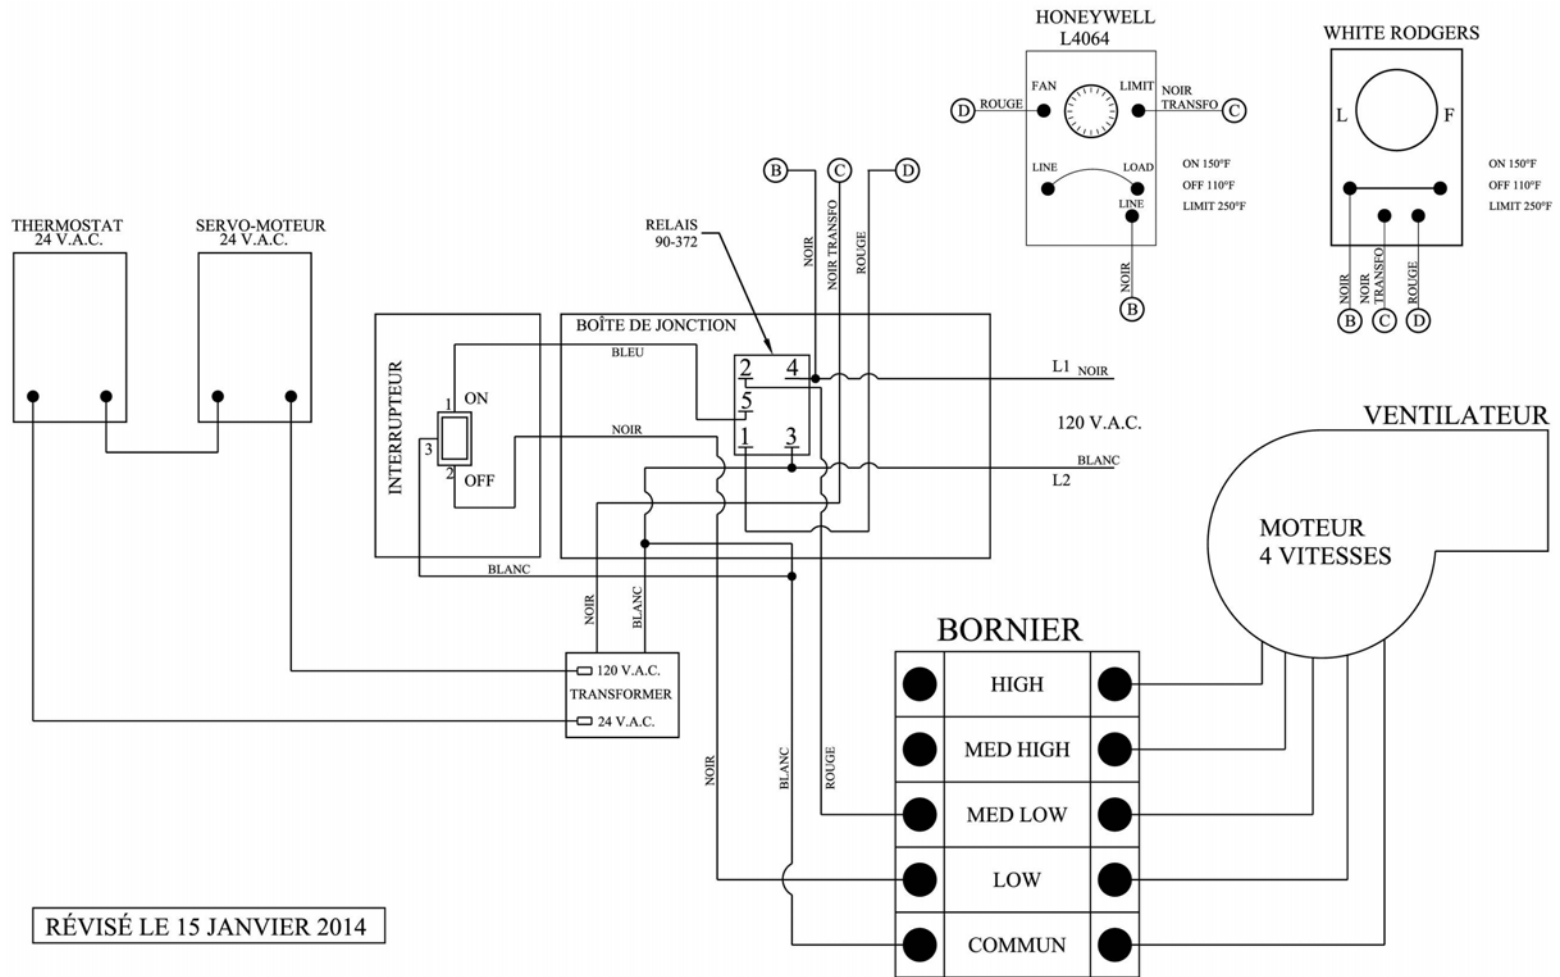 HONEYWELL
L4064
WHITE RODGERS
FAN
LIMIT
D
ROUGE
NOIR
TRANSFO
C
LINE
LOAD
LINE
ON 150°F
OFF 110°F
LIMIT 250°F
NOIR
B
L
F
ON 150°F
OFF 110°F
LIMIT 250°F
NOIR
NOIR
TRANSFO
ROUGE
B
C
D
B
C
D
NOIR
NOIR TRANSFO
ROUGE
RELAIS
90-372
THERMOSTAT
24 V.A.C.
SERVO-MOTEUR
24 V.A.C.
INTERRUPTEUR
1
ON
3
2
OFF
BOÎTE DE JONCTION
BLEU
NOIR
2
4
5
1
3
L1
NOIR
120 V.A.C.
BLANC
L2
BLANC
NOIR
BLANC
120 V.A.C.
TRANSFORMER
24 V.A.C.
NOIR
BLANC
ROUGE
VENTILATEUR
MOTEUR
4 VITESSES
BORNIER
HIGH
MED HIGH
MED LOW
LOW
COMMUN
RÉVISÉ LE 15 JANVIER 2014